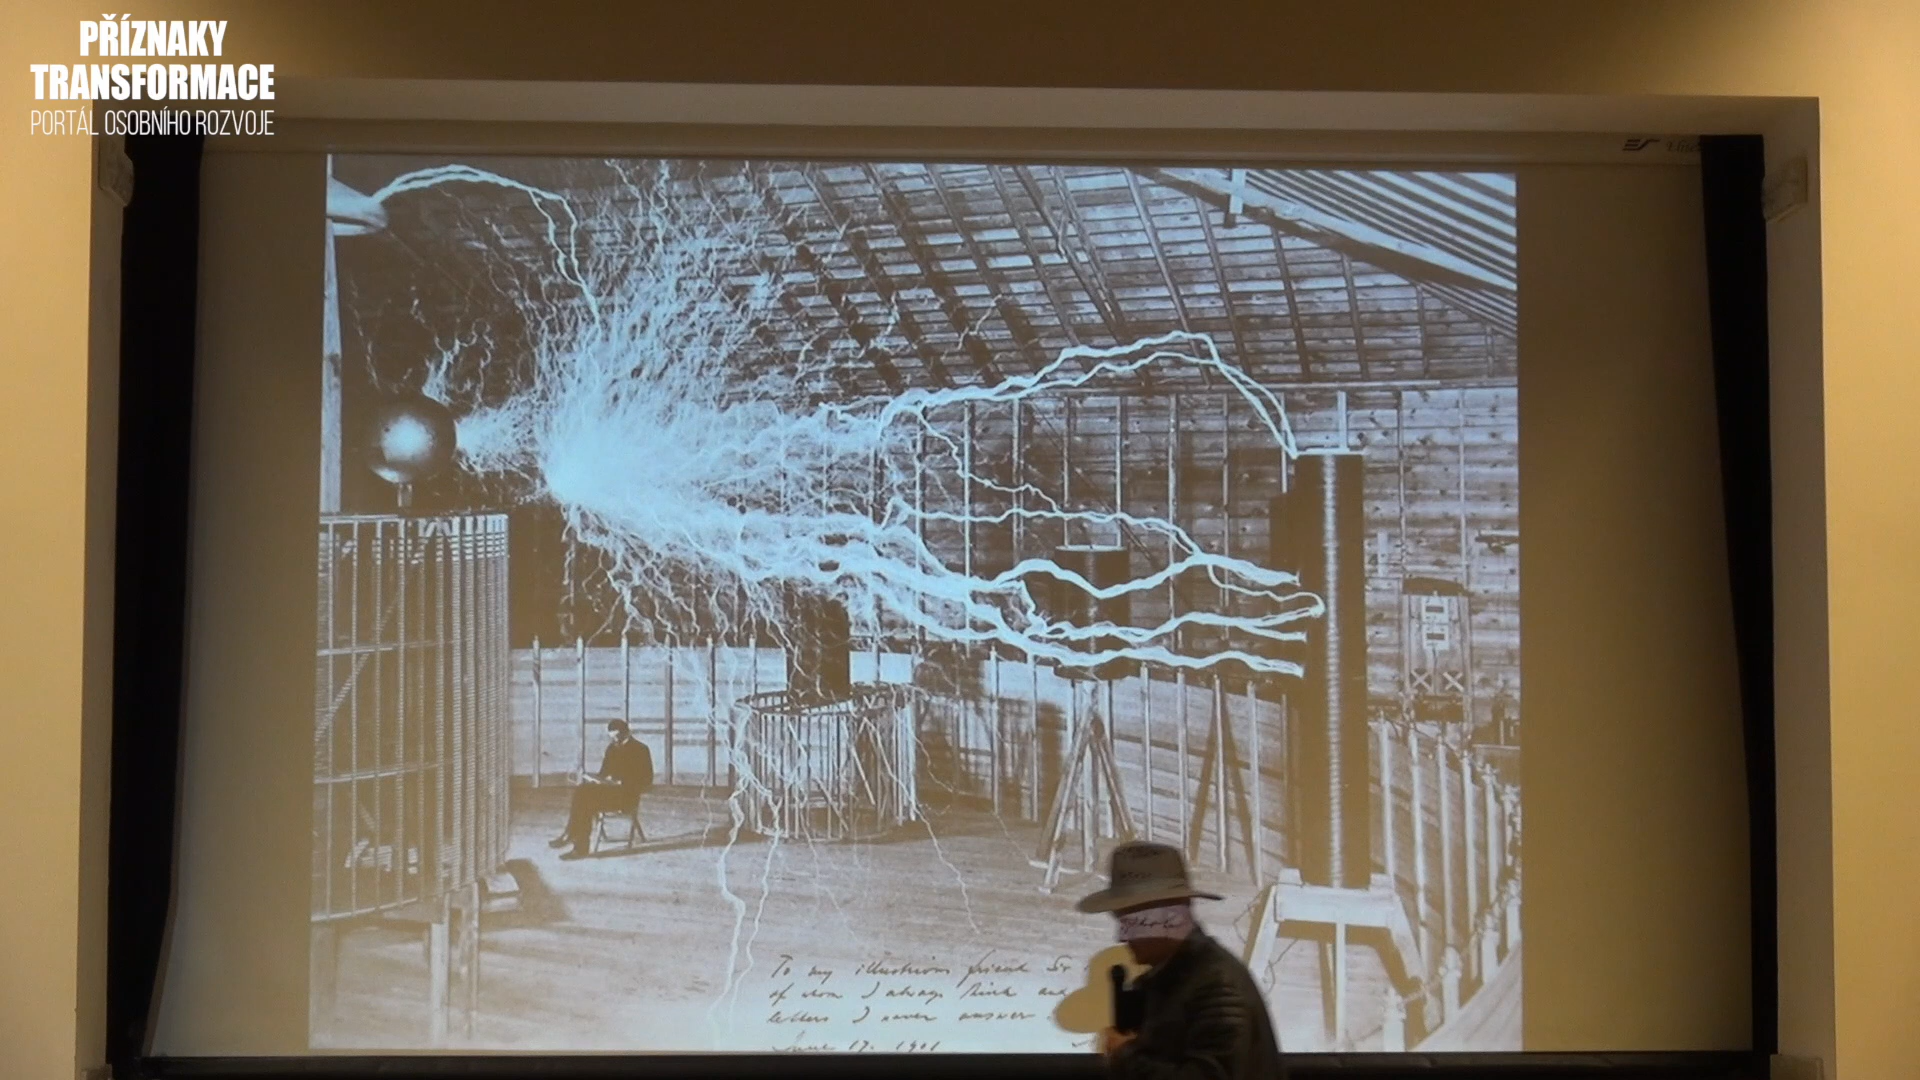 PŘÍZNAKY
TRANSFORMACE
PORTÁL OSOBNÍHO ROZVOJE
To my illustrious friend Sir
of whom I always think and
letters I never answer
June 17. 1901